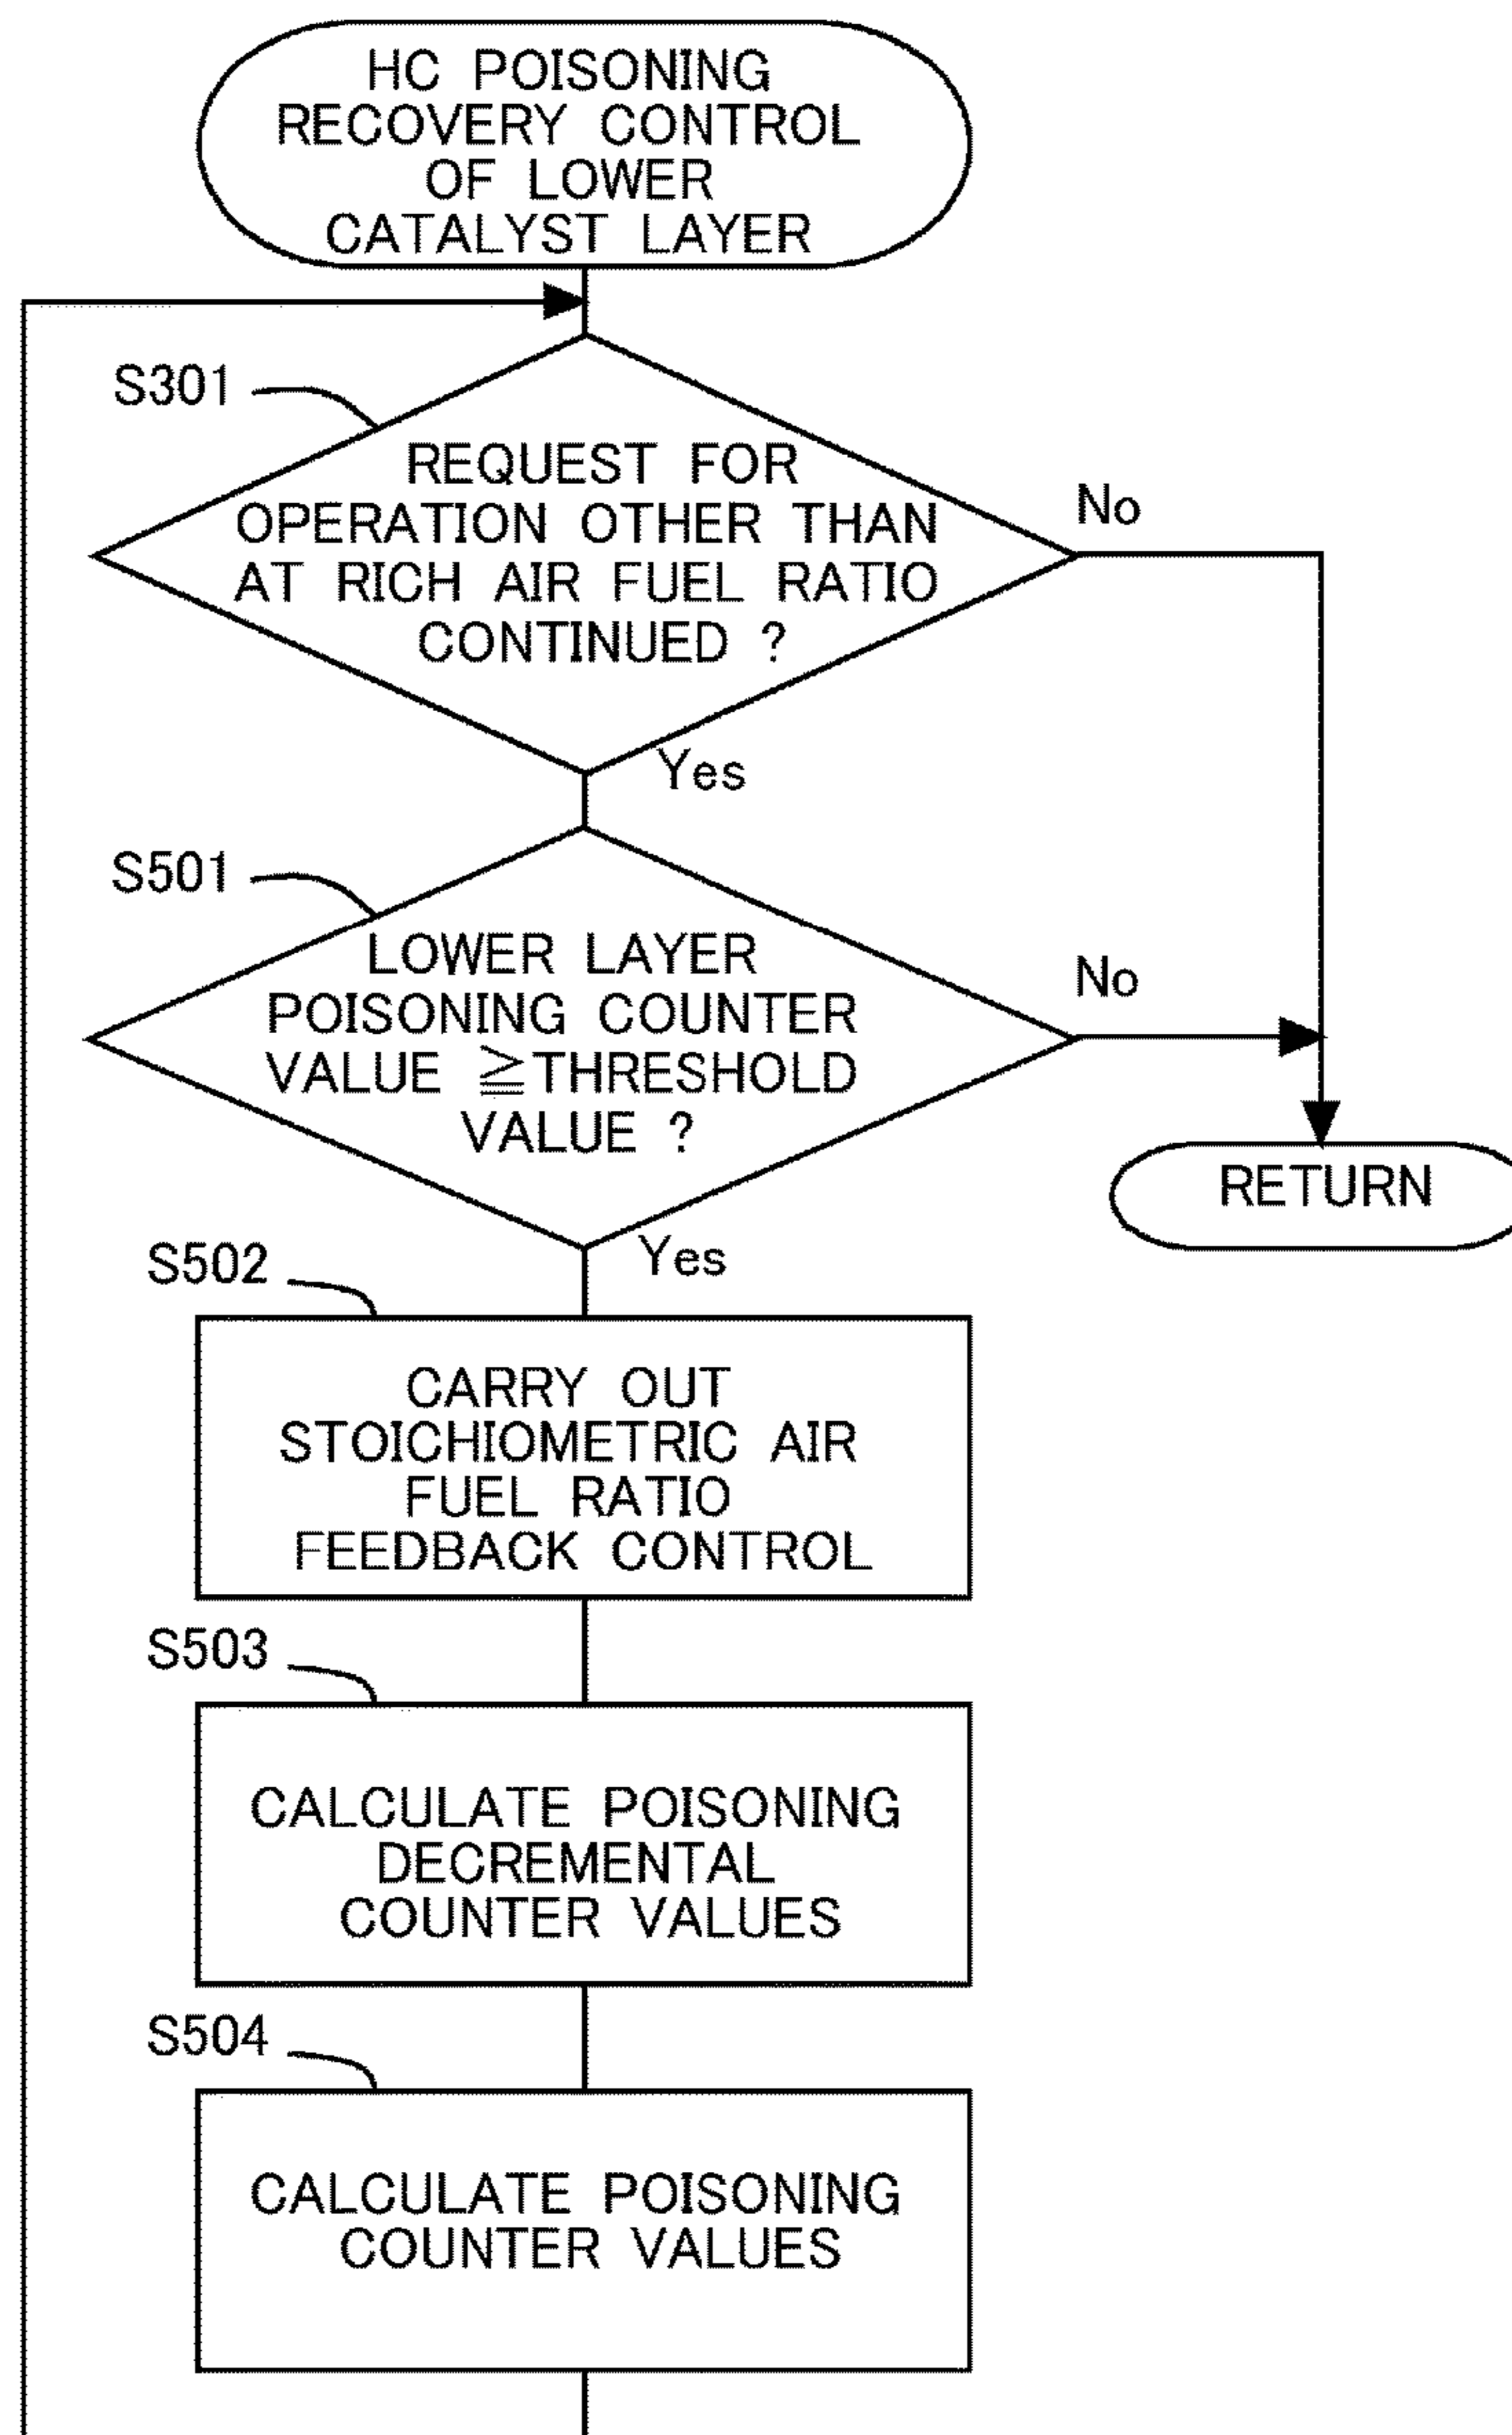 HC POISONING
RECOVERY CONTROL
OF LOWER
CATALYST LAYER
S301
REQUEST FOR
OPERATION OTHER THAN
AT RICH AIR FUEL RATIO
CONTINUED ?
No
Yes
S501
LOWER LAYER
POISONING COUNTER
VALUE ≧THRESHOLD
VALUE ?
No
RETURN
Yes
S502
CARRY OUT
STOICHIOMETRIC AIR
FUEL RATIO
FEEDBACK CONTROL
S503
CALCULATE POISONING
DECREMENTAL
COUNTER VALUES
S504
CALCULATE POISONING
COUNTER VALUES